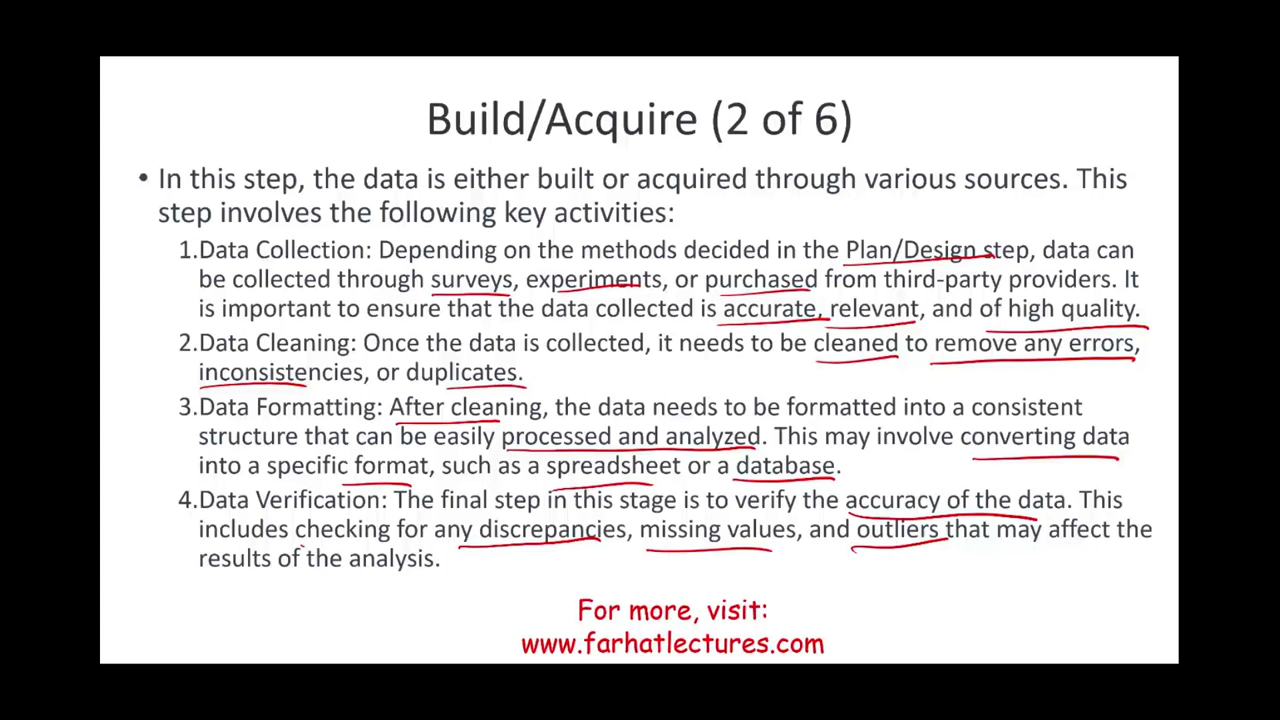 Build/Acquire (2 of 6)
• In this step, the data is either built or acquired through various sources. This
step involves the following key activities:
1.Data Collection: Depending on the methods decided in the Plan/Design step, data can
be collected through surveys, experiments, or purchased from third-party providers. It
is important to ensure that the data collected is accurate, relevant, and of high quality.
2.Data Cleaning: Once the data is collected, it needs to be cleaned to remove any errors,
inconsistencies, or duplicates.
3.Data Formatting: After cleaning, the data needs to be formatted into a consistent
structure that can be easily processed and analyzed. This may involve converting data
into a specific format, such as a spreadsheet or a database.
4.Data Verification: The final step in this stage is to verify the accuracy of the data. This
includes checking for any discrepancies, missing values, and outliers that may affect the
results of the analysis.
For more, visit:
www.farhatlectures.com